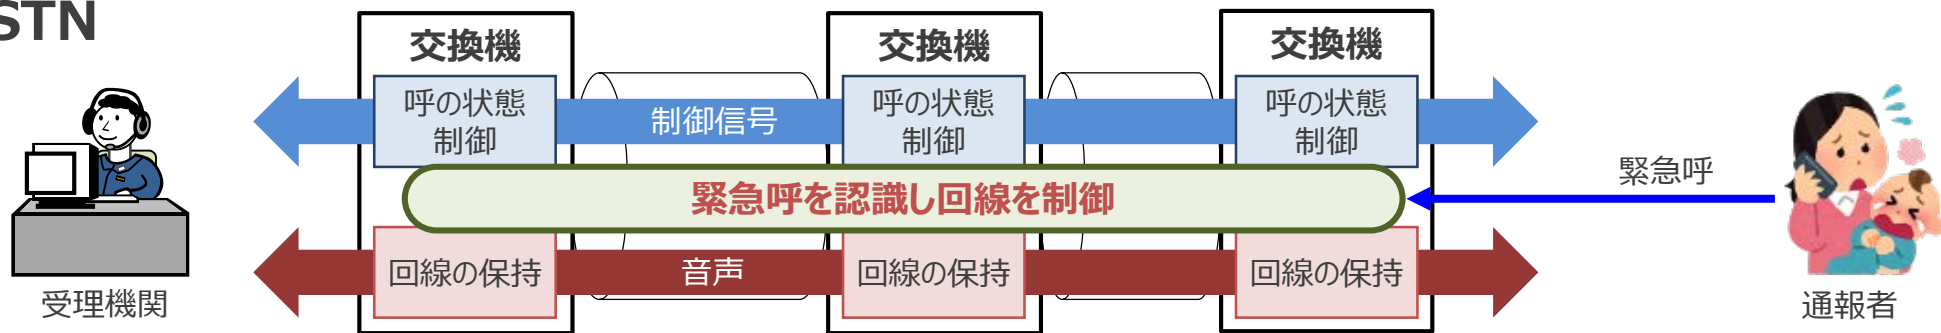 STN
交換機
交換機
交換機
呼の状態
制御
制御信号
呼の状態
制御
呼の状態
制御
緊急呼
緊急呼を認識し回線を制御
回線の保持
音声
回線の保持
回線の保持
受理機関
通報者